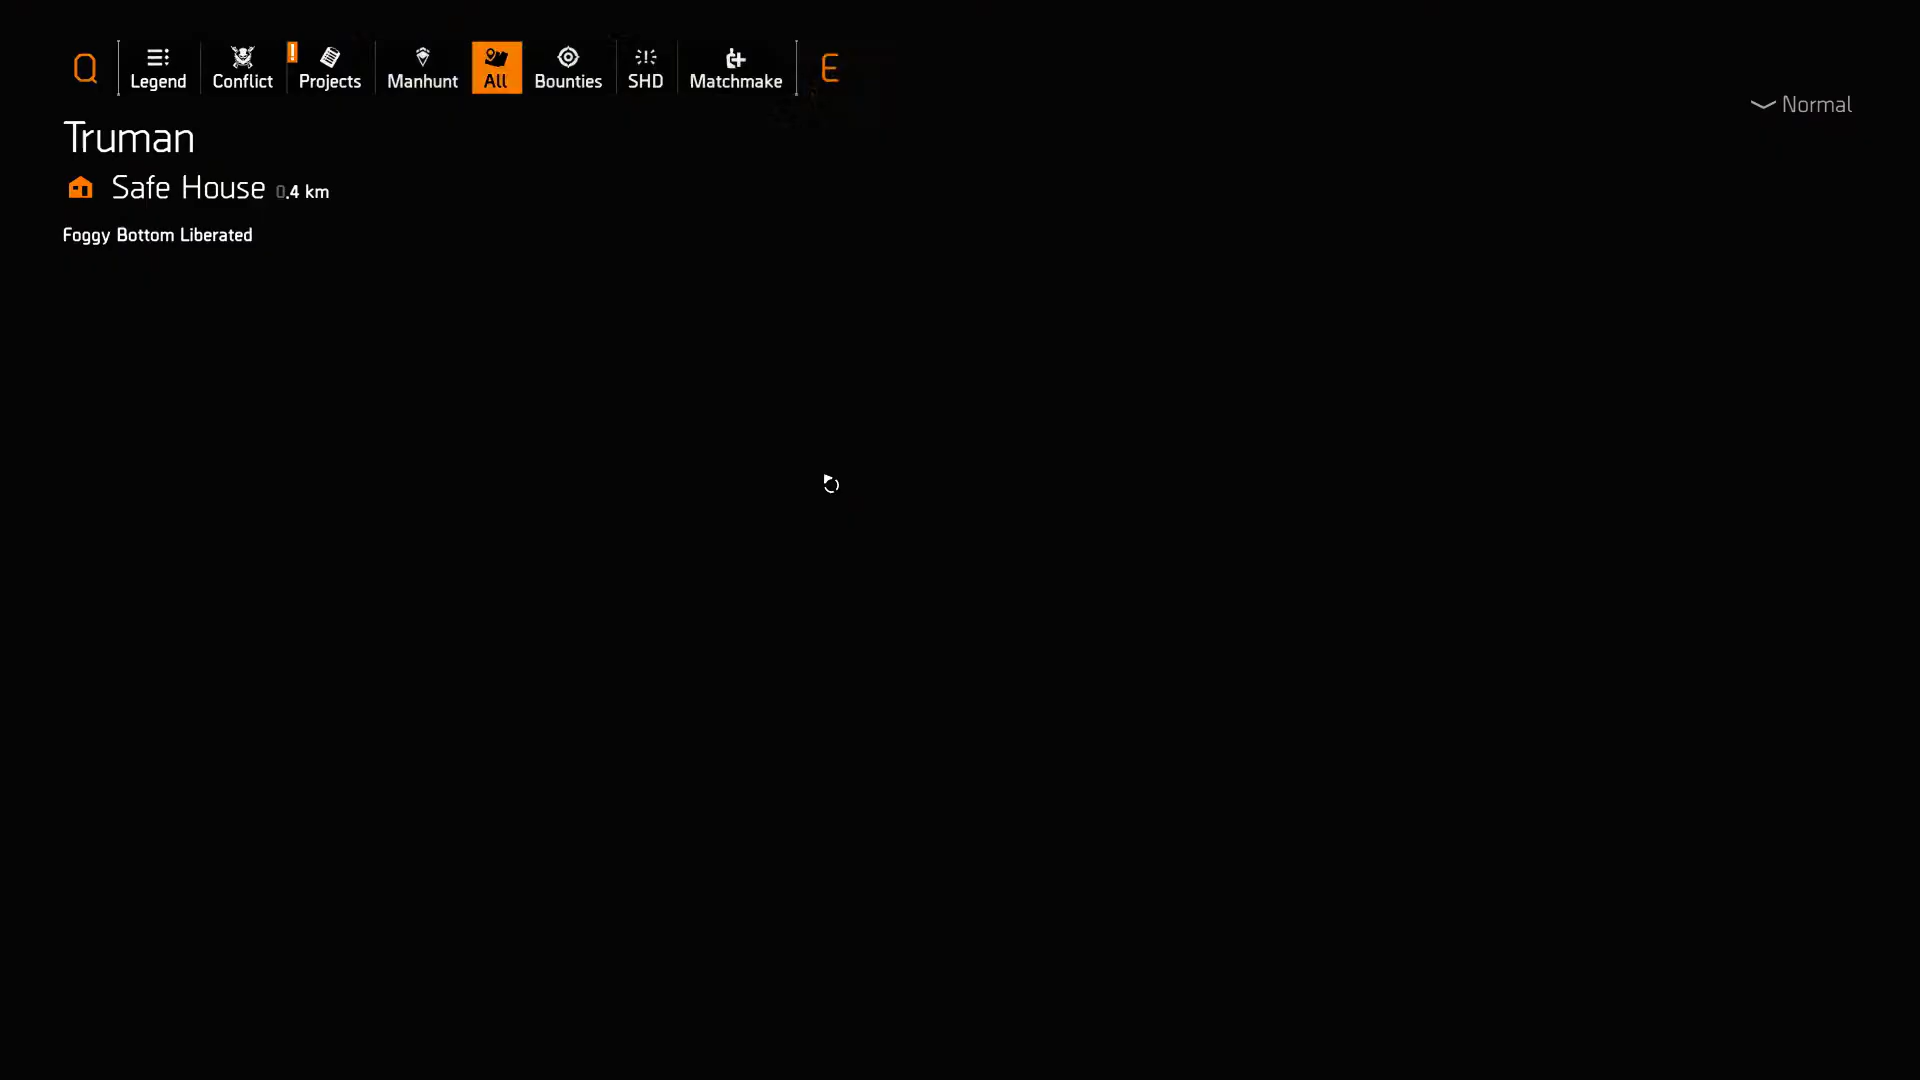 Q Legend Conflict ! Projects Manhunt All Bounties SHD Matchmake E
Normal
Truman
Safe House 0.4 km
Foggy Bottom Liberated